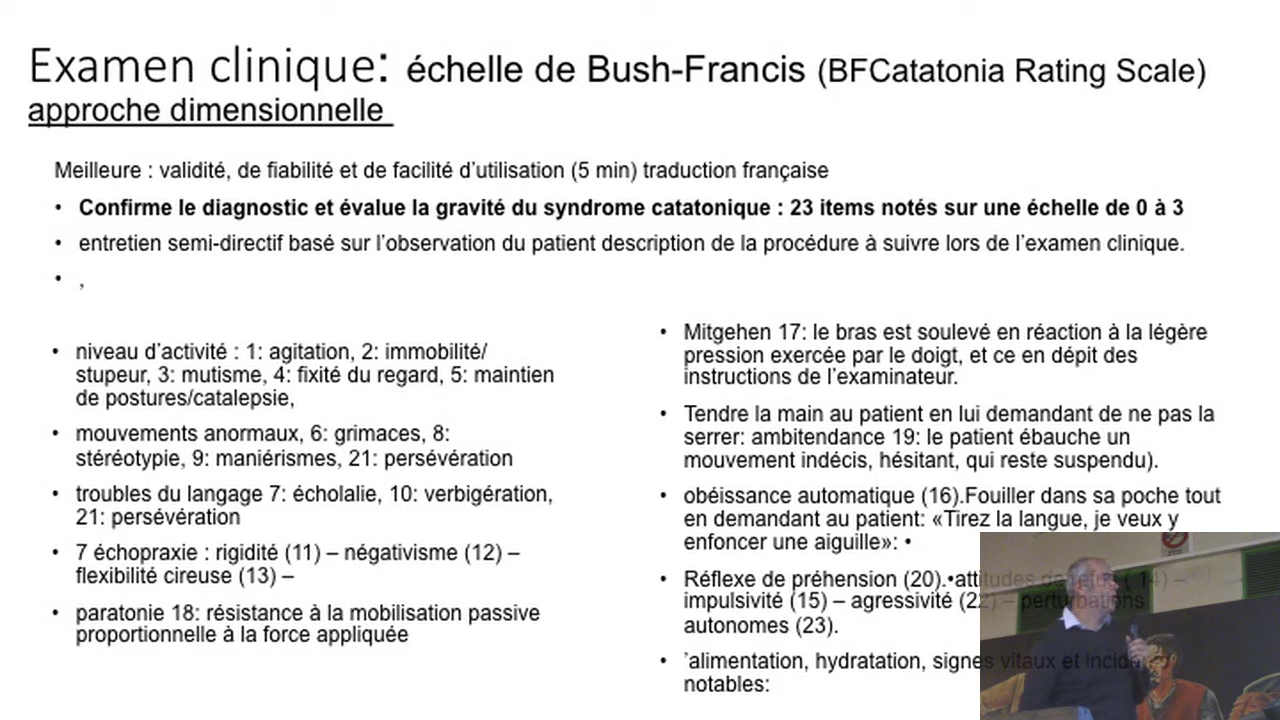 Examen clinique: échelle de Bush-Francis (BFCatatonia Rating Scale)
approche dimensionnelle
Meilleure : validité, de fiabilité et de facilité d'utilisation (5 min) traduction française
• Confirme le diagnostic et évalue la gravité du syndrome catatonique : 23 items notés sur une échelle de 0 à 3
• entretien semi-directif basé sur l'observation du patient description de la procédure à suivre lors de l'examen clinique.
• ,
• niveau d'activité : 1: agitation, 2: immobilité/
stupeur, 3: mutisme, 4: fixité du regard, 5: maintien
de postures/catalepsie,
• mouvements anormaux, 6: grimaces, 8:
stéréotypie, 9: maniérismes, 21: persévération
• troubles du langage 7: écholalie, 10: verbigération,
21: persévération
• 7 échopraxie : rigidité (11) – négativisme (12) –
flexibilité cireuse (13) –
• paratonie 18: résistance à la mobilisation passive
proportionnelle à la force appliquée
• Mitgehen 17: le bras est soulevé en réaction à la légère
pression exercée par le doigt, et ce en dépit des
instructions de l'examinateur.
• Tendre la main au patient en lui demandant de ne pas la
serrer: ambitendance 19: le patient ébauche un
mouvement indécis, hésitant, qui reste suspendu).
• obéissance automatique (16).Fouiller dans sa poche tout
en demandant au patient: «Tirez la langue, je veux y
enfoncer une aiguille»: •
• Réflexe de préhension (20).•attitudes de refus ( 14) –
impulsivité (15) – agressivité (22) – perturbations
autonomes (23).
• 'alimentation, hydratation, signes vitaux et
notables: